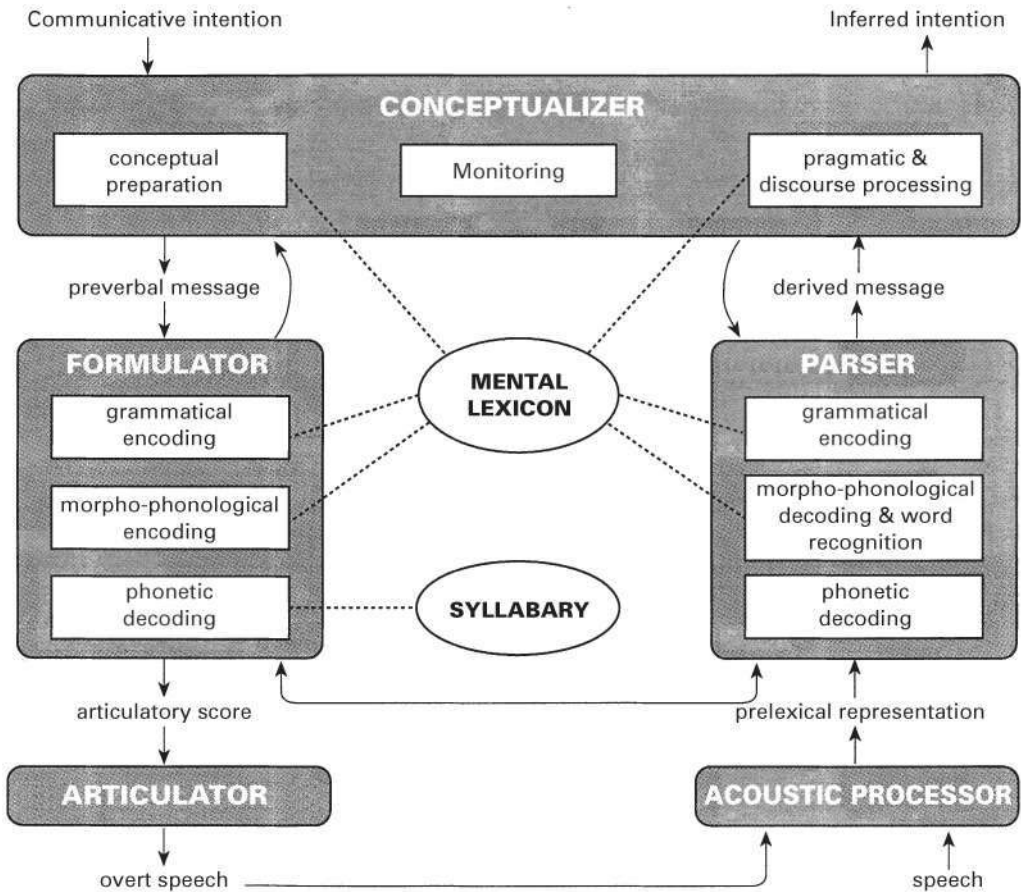 Communicative intention
Inferred intention
CONCEPTUALIZER
conceptual
preparation
Monitoring
pragmatic &
discourse processing
preverbal message
derived message
FORMULATOR
PARSER
MENTAL
LEXICON
grammatical
encoding
grammatical
encoding
morpho-phonological
encoding
morpho-phonological
decoding & word
recognition
phonetic
decoding
SYLLABARY
phonetic
decoding
articulatory score
prelexical representation
ARTICULATOR
ACOUSTIC PROCESSOR
overt speech
speech